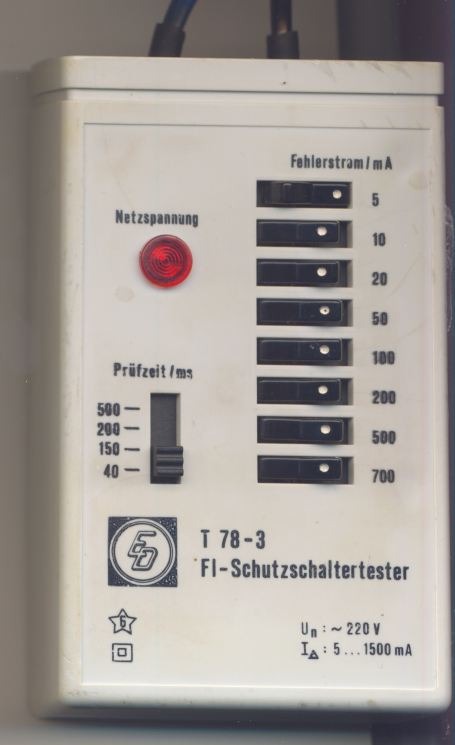 Fehlerstrom/mA
5
Netzspannung
10
20
50
100
Prüfzeit/ms
200
500
200
500
150
40
700
T 78-3
FI-Schutzschaltertester
6
Un : ~ 220 V
I△ : 5...1500 mA